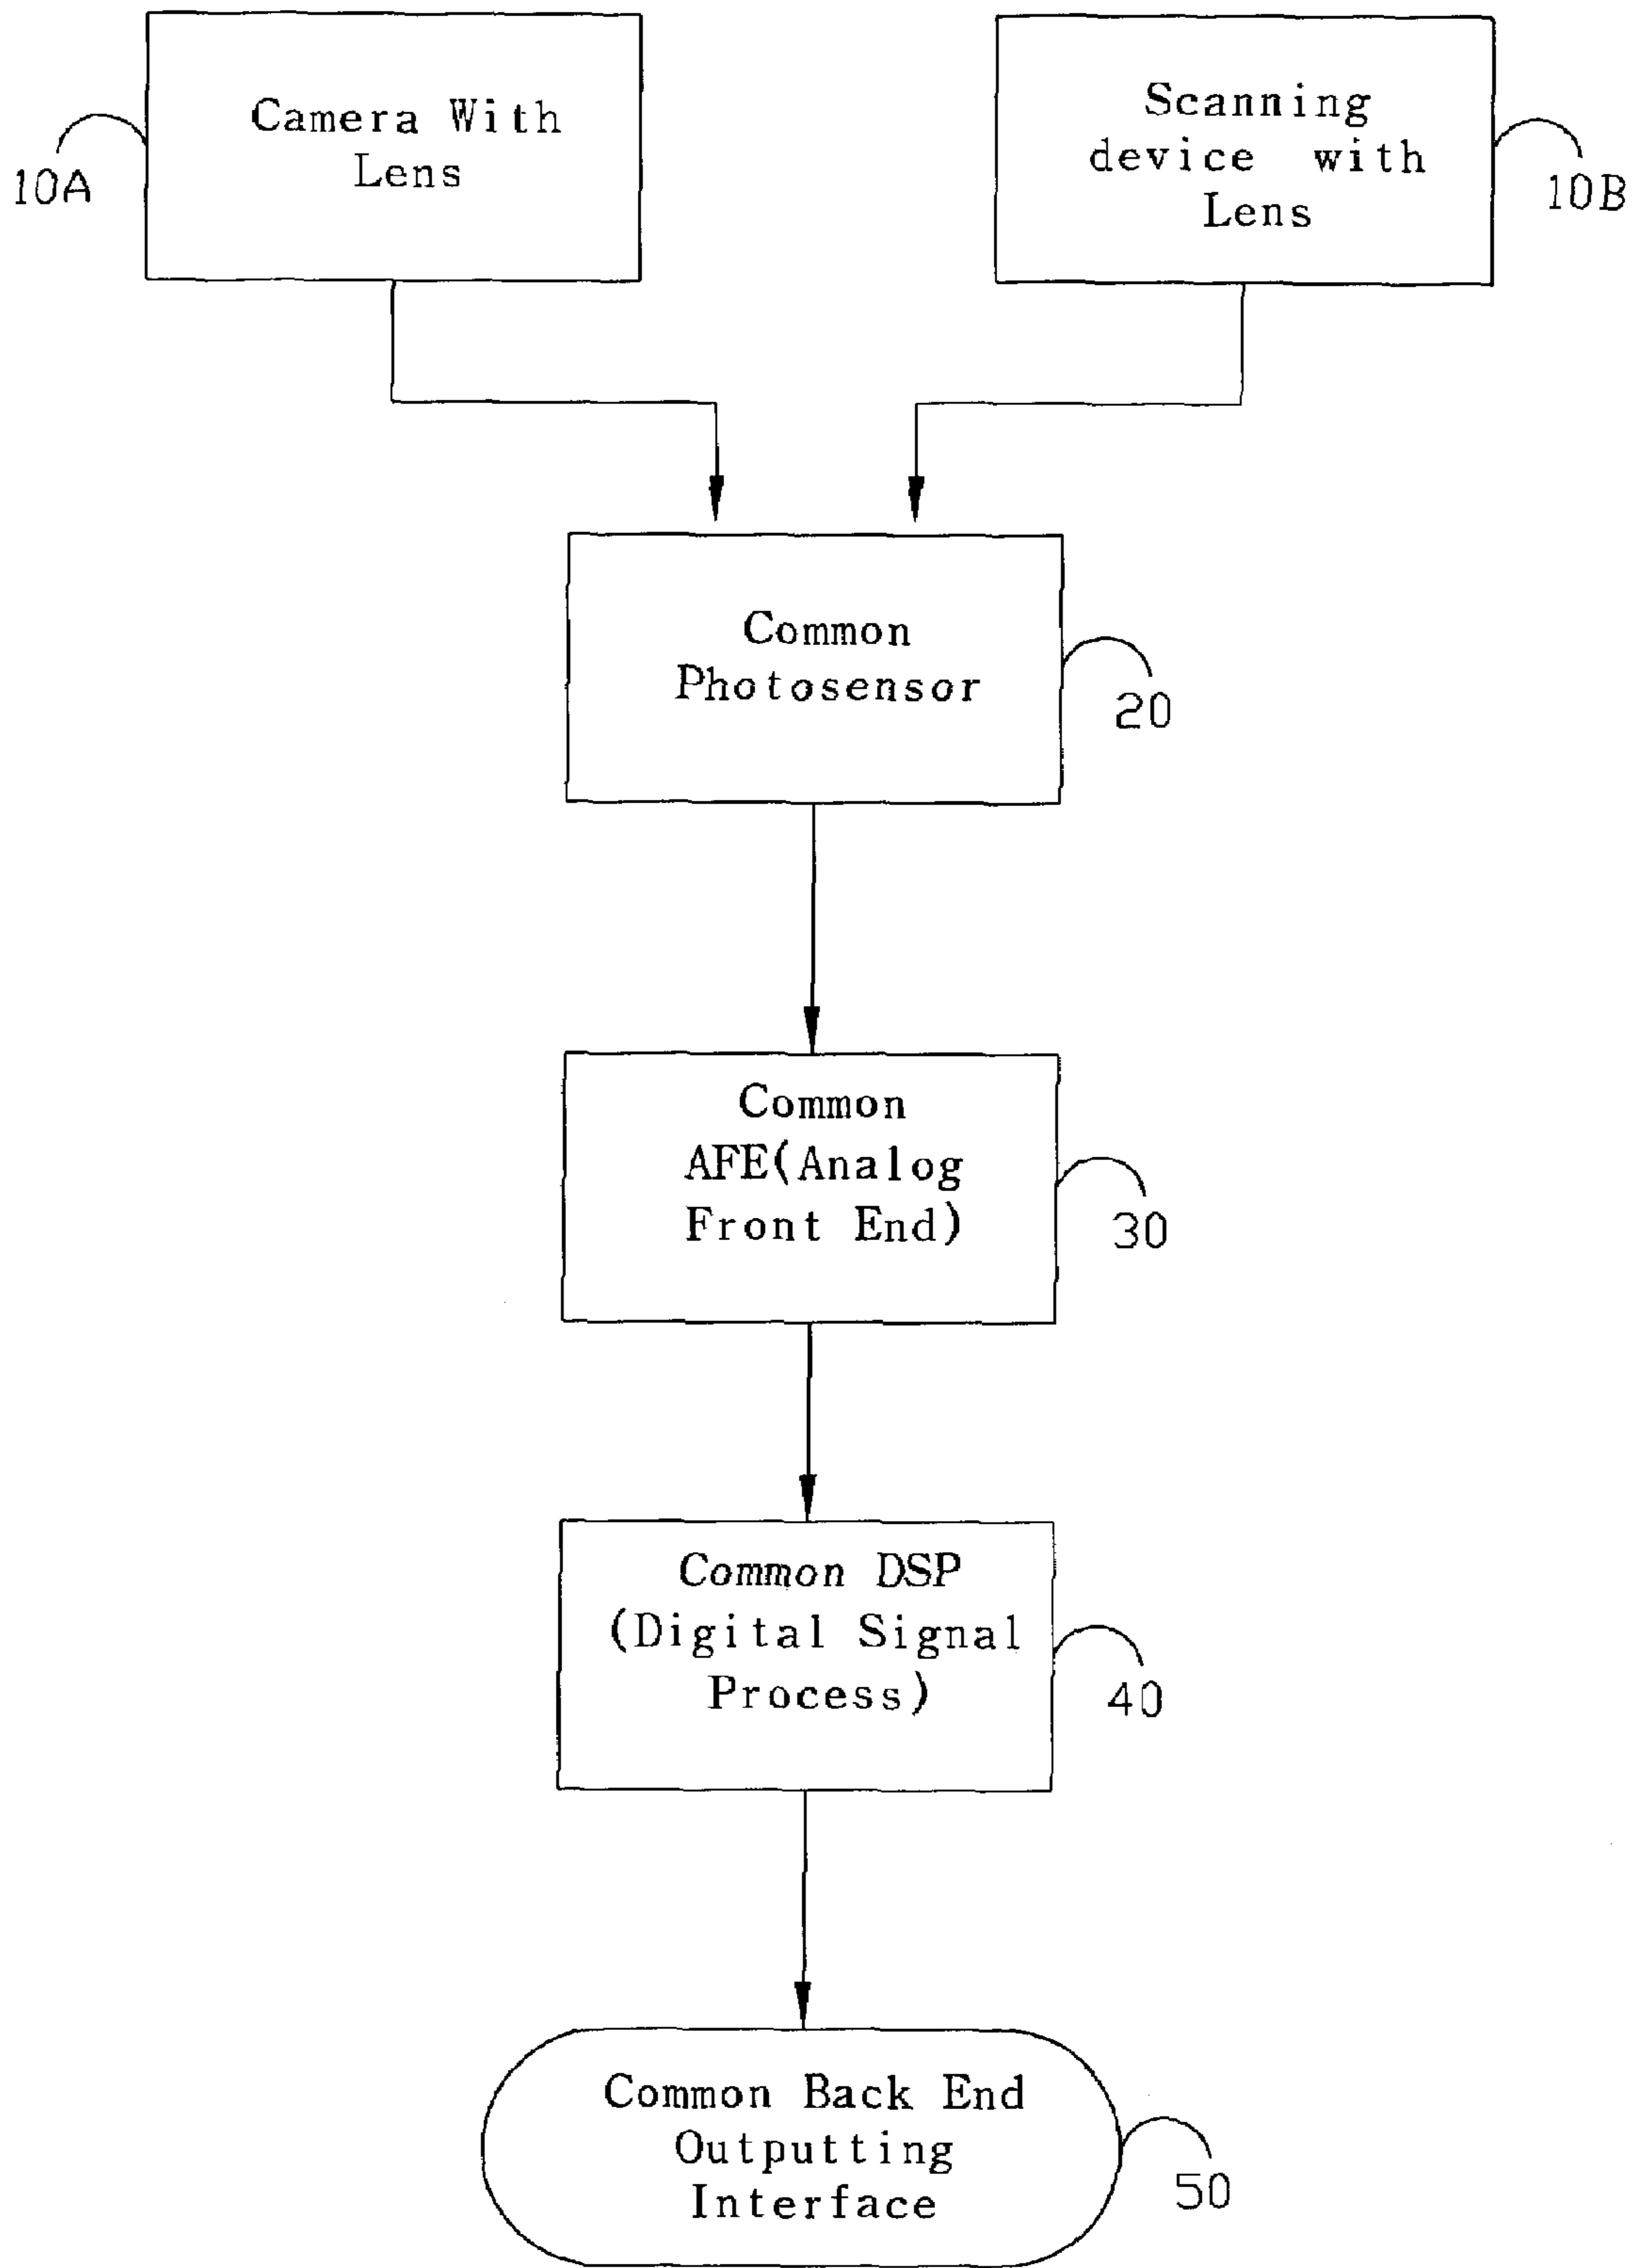 Camera With
Lens
10A
Scanning
device with
Lens
10B
Common
Photosensor
20
Common
AFE(Analog
Front End)
30
Common DSP
(Digital Signal
Process)
40
Common Back End
Outputting
Interface
50